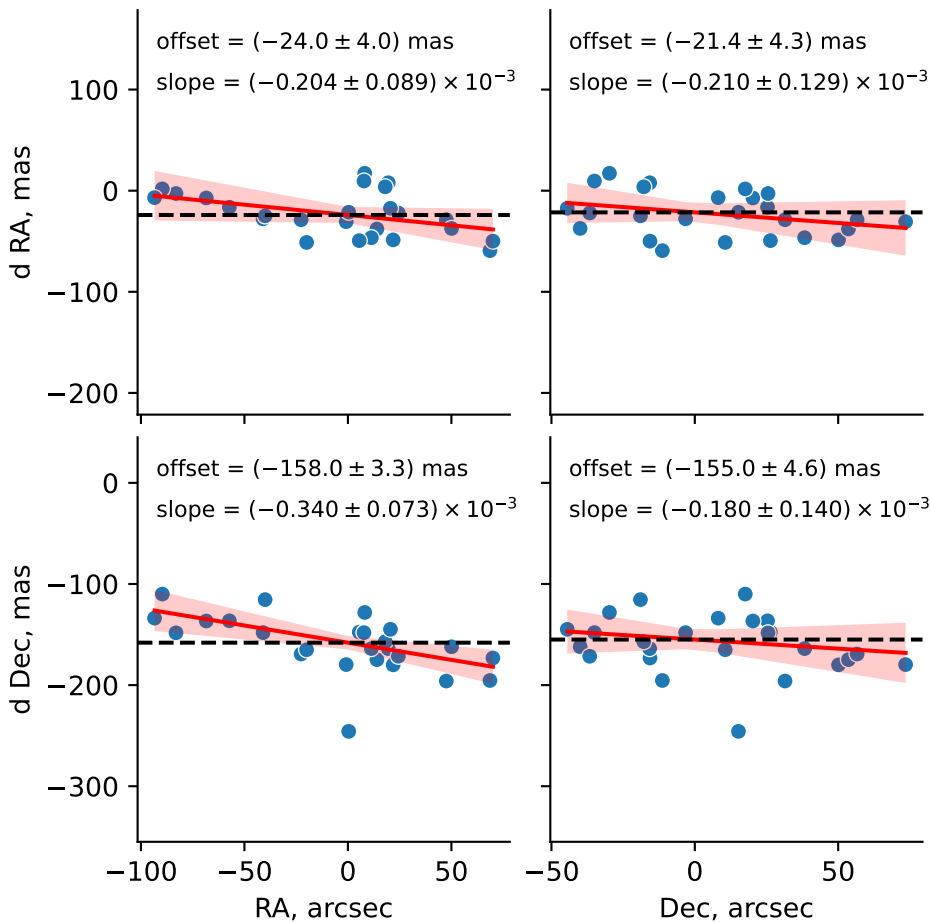 offset = (−24.0 ± 4.0) mas
slope = (−0.204 ± 0.089) × 10⁻³
offset = (−21.4 ± 4.3) mas
slope = (−0.210 ± 0.129) × 10⁻³
100
0
−100
−200
d RA, mas
offset = (−158.0 ± 3.3) mas
slope = (−0.340 ± 0.073) × 10⁻³
offset = (−155.0 ± 4.6) mas
slope = (−0.180 ± 0.140) × 10⁻³
0
−100
−200
−300
d Dec, mas
−100 −50 0 50
−50 0 50
RA, arcsec
Dec, arcsec